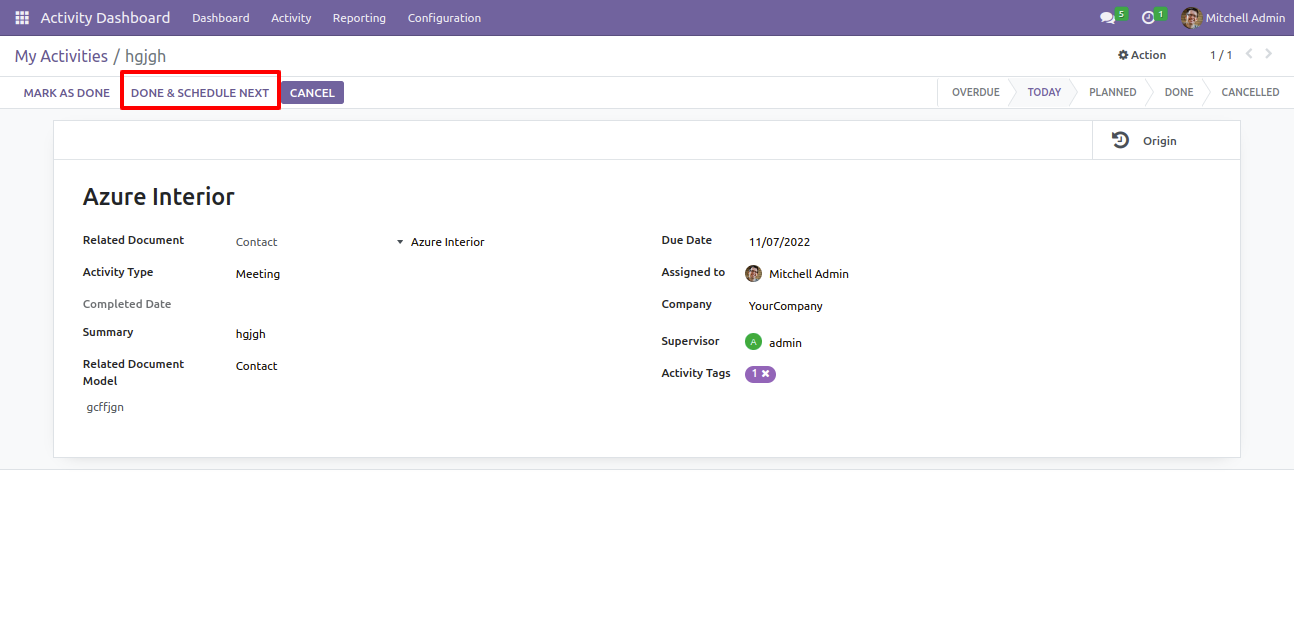 Activity Dashboard Dashboard Activity Reporting Configuration 5 1 Mitchell Admin
My Activities / hgjgh Action 1 / 1
MARK AS DONE DONE & SCHEDULE NEXT CANCEL OVERDUE TODAY PLANNED DONE CANCELLED
Origin
Azure Interior
Related Document Contact Azure Interior
Activity Type Meeting
Completed Date
Summary hgjgh
Related Document Model Contact
gcffjgn
Due Date 11/07/2022
Assigned to Mitchell Admin
Company YourCompany
Supervisor A admin
Activity Tags 1 ✖